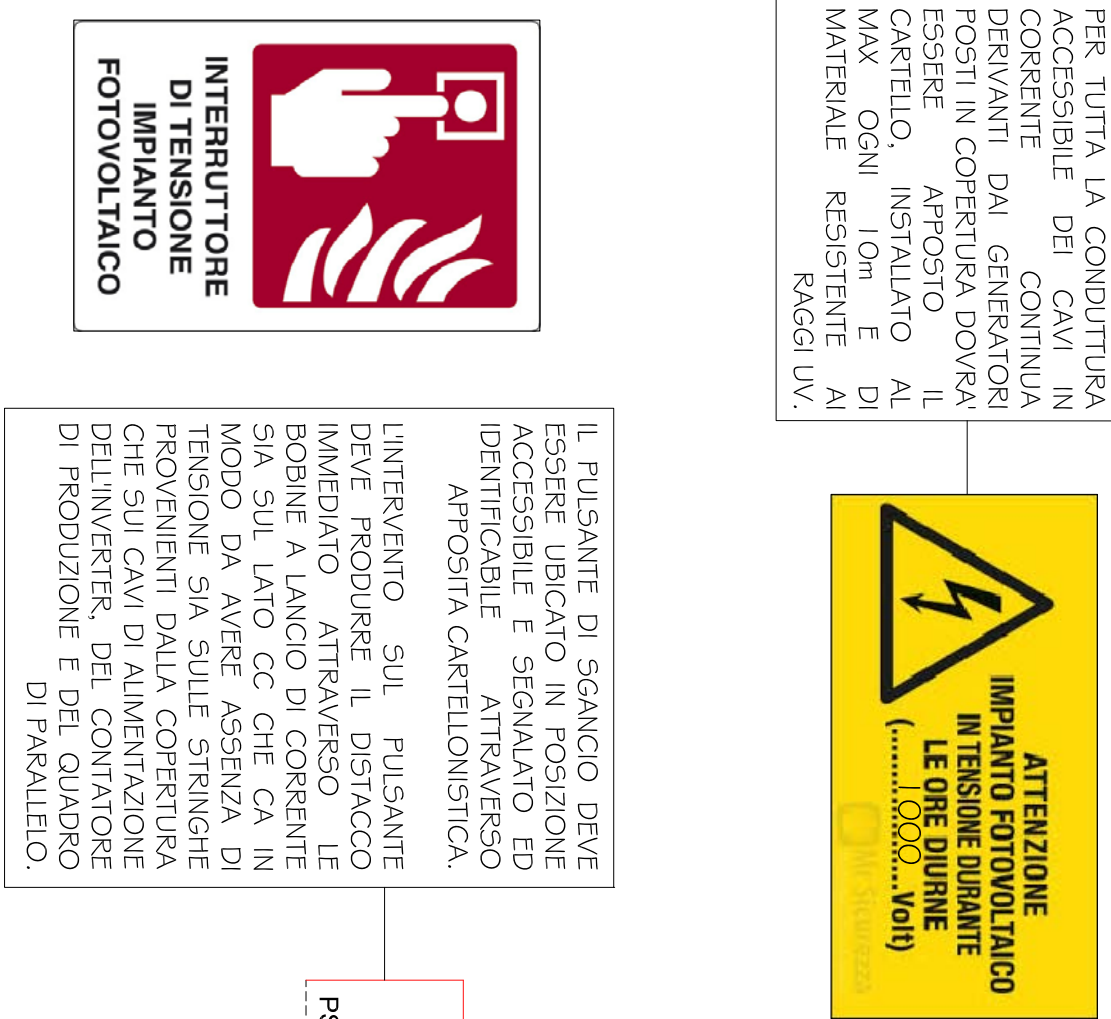 PER TUTTA LA CONDUTTURA
ACCESSIBILE DEI CAVI IN
CORRENTE CONTINUA
DERIVANTI DAI GENERATORI
POSTI IN COPERTURA DOVRA'
ESSERE APPOSTO IL
CARTELLO, INSTALLATO AL
MAX OGNI 10m E DI
MATERIALE RESISTENTE AI
RAGGI UV.
ATTENZIONE
IMPIANTO FOTOVOLTAICO
IN TENSIONE DURANTE
LE ORE DIURNE
(............1000...Volt)
Mr Sicurezza
INTERRUTTORE
DI TENSIONE
IMPIANTO
FOTOVOLTAICO
IL PULSANTE DI SGANCIO DEVE
ESSERE UBICATO IN POSIZIONE
ACCESSIBILE E SEGNALATO ED
IDENTIFICABILE ATTRAVERSO
APPOSITA CARTELLONISTICA.
L'INTERVENTO SUL PULSANTE
DEVE PRODURRE IL DISTACCO
IMMEDIATO ATTRAVERSO LE
BOBINE A LANCIO DI CORRENTE
SIA SUL LATO CC CHE CA IN
MODO DA AVERE ASSENZA DI
TENSIONE SIA SULLE STRINGHE
PROVENIENTI DALLA COPERTURA
CHE SUI CAVI DI ALIMENTAZIONE
DELL'INVERTER, DEL CONTATORE
DI PRODUZIONE E DEL QUADRO
DI PARALLELO.